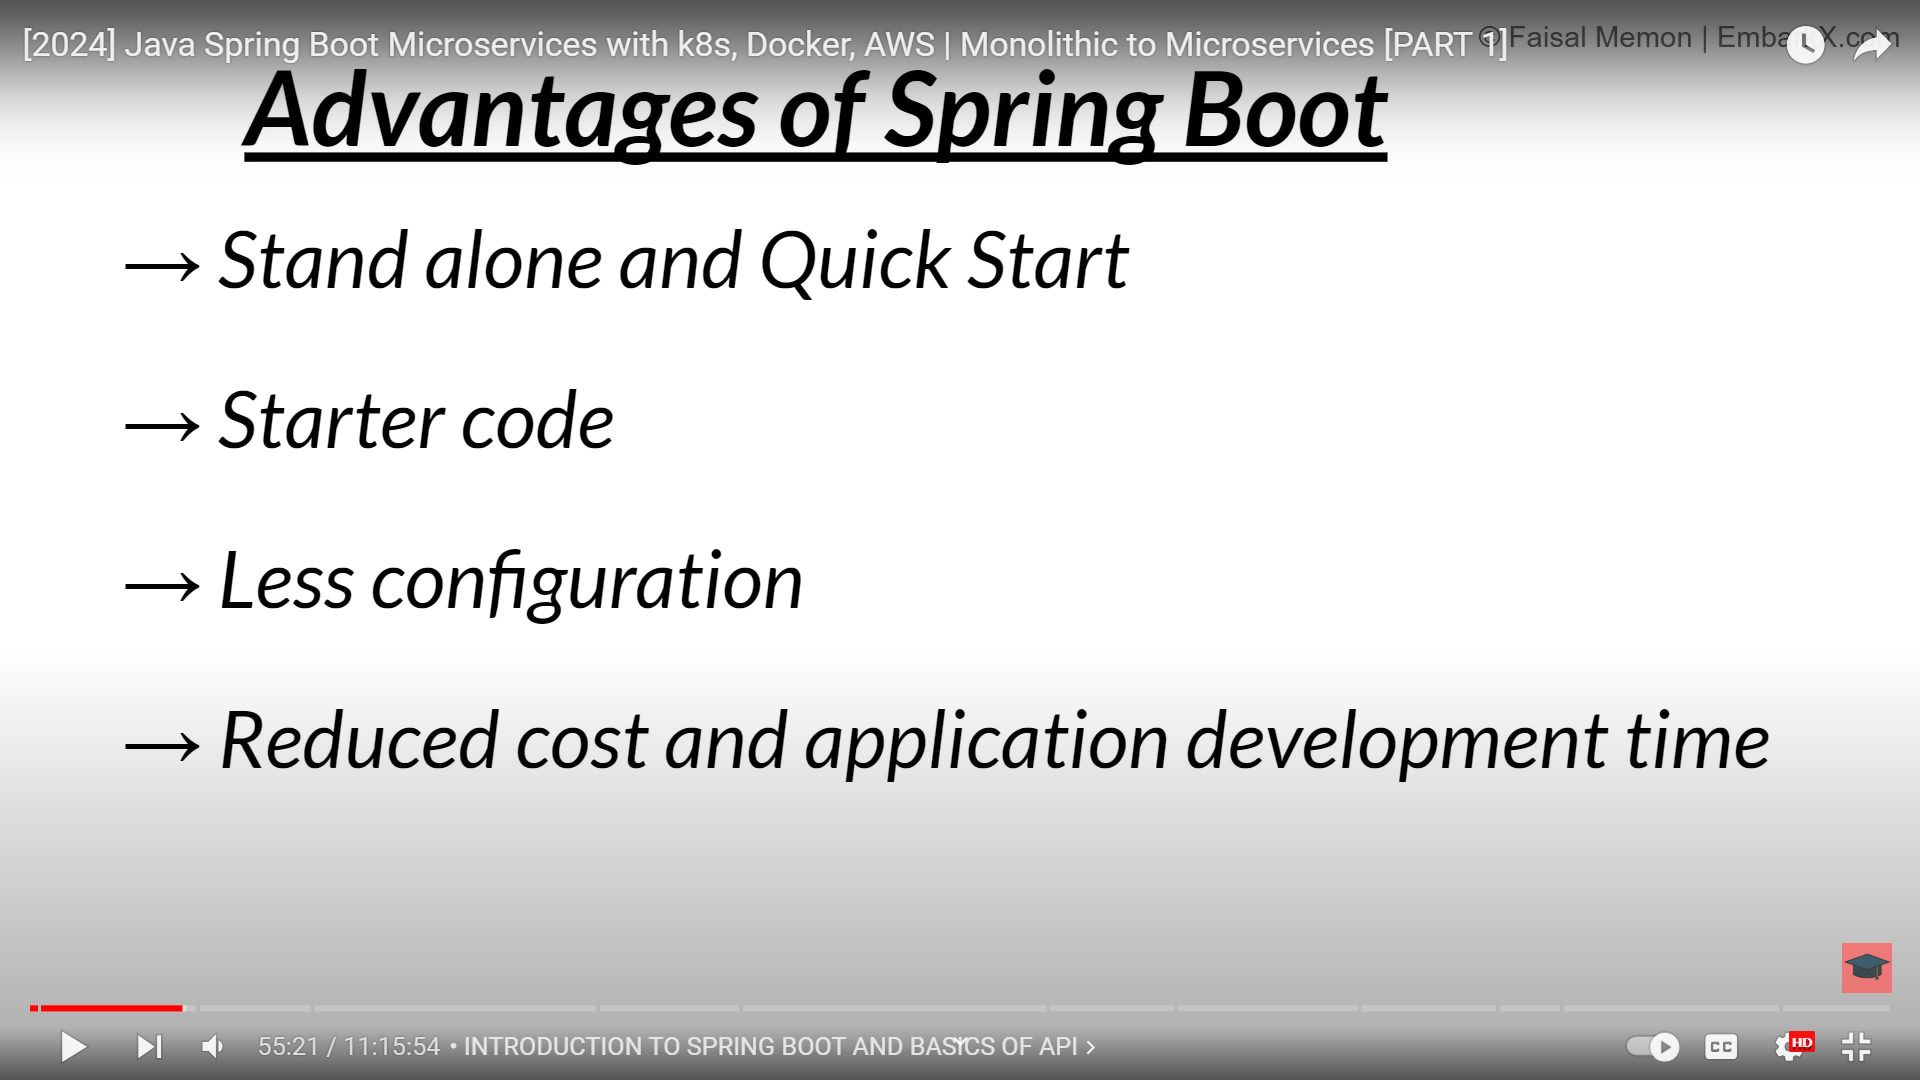 [2024] Java Spring Boot Microservices with k8s, Docker, AWS | Monolithic to Microservices [PART 1]
© Faisal Memon | EmbarkX.com
Advantages of Spring Boot
→ Stand alone and Quick Start
→ Starter code
→ Less configuration
→ Reduced cost and application development time
55:21 / 11:15:54 • INTRODUCTION TO SPRING BOOT AND BASICS OF API >
CC
HD